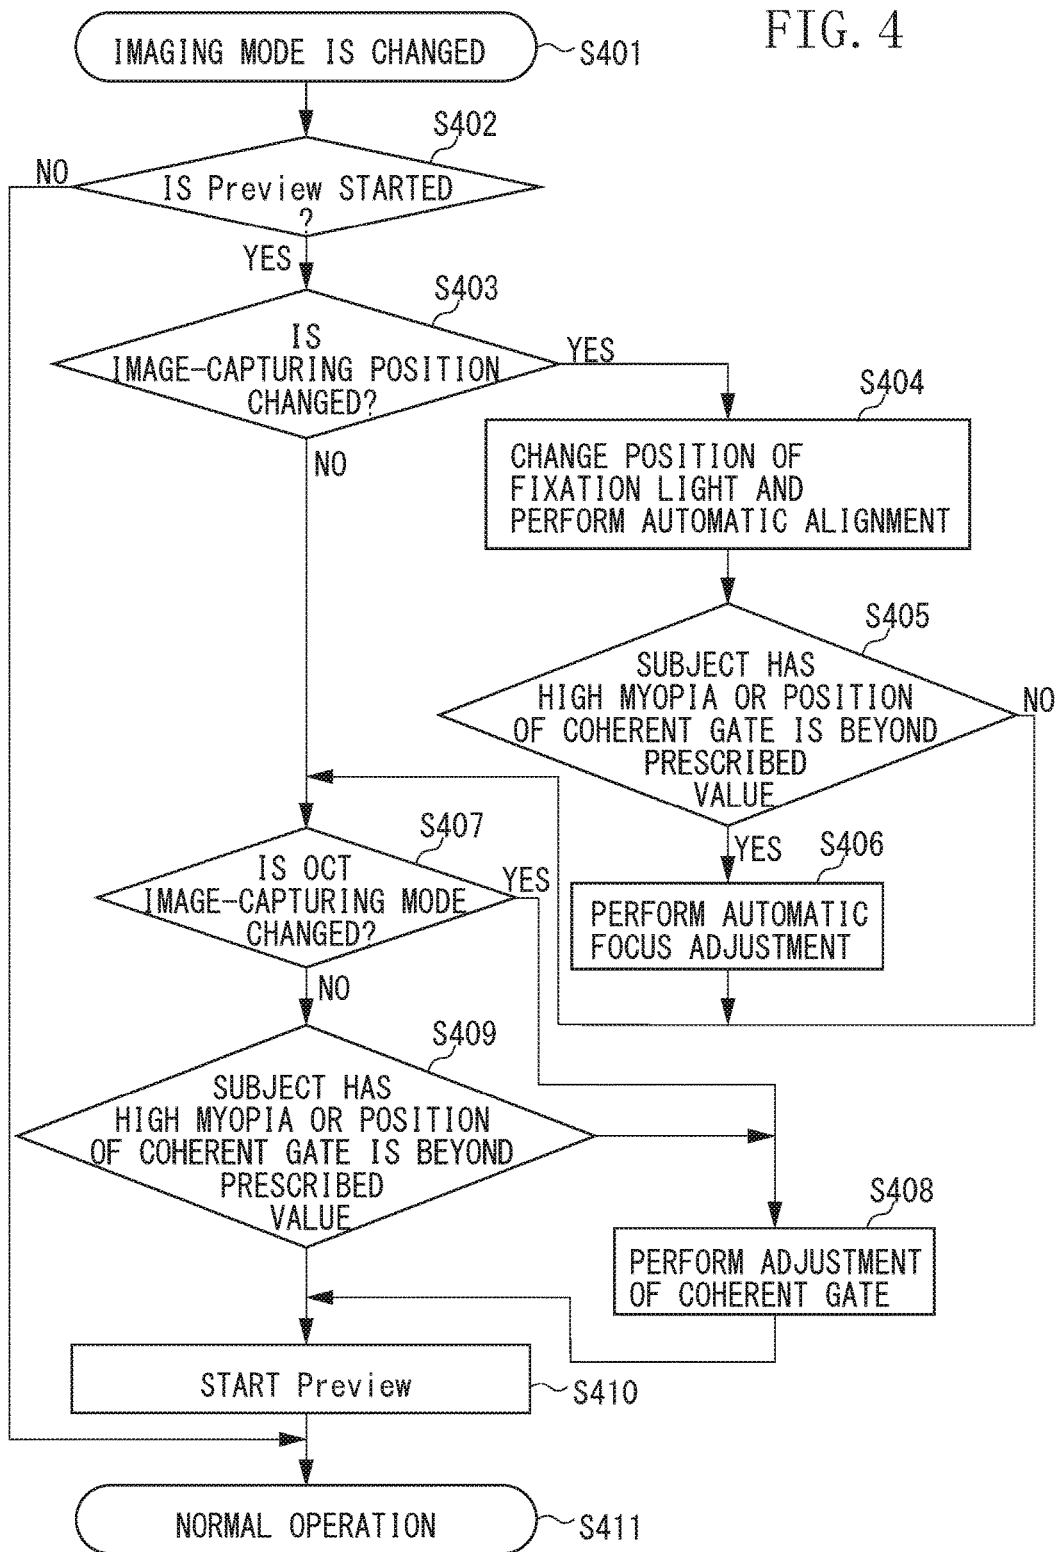 FIG. 4
IMAGING MODE IS CHANGED
S401
S402
NO
IS Preview STARTED
?
YES
S403
IS
IMAGE-CAPTURING POSITION
CHANGED?
YES
NO
S404
CHANGE POSITION OF
FIXATION LIGHT AND
PERFORM AUTOMATIC ALIGNMENT
S405
SUBJECT HAS
HIGH MYOPIA OR POSITION
OF COHERENT GATE IS BEYOND
PRESCRIBED
VALUE
NO
YES
S406
PERFORM AUTOMATIC
FOCUS ADJUSTMENT
S407
IS OCT
IMAGE-CAPTURING MODE
CHANGED?
YES
NO
S409
SUBJECT HAS
HIGH MYOPIA OR POSITION
OF COHERENT GATE IS BEYOND
PRESCRIBED
VALUE
S408
PERFORM ADJUSTMENT
OF COHERENT GATE
START Preview
S410
NORMAL OPERATION
S411